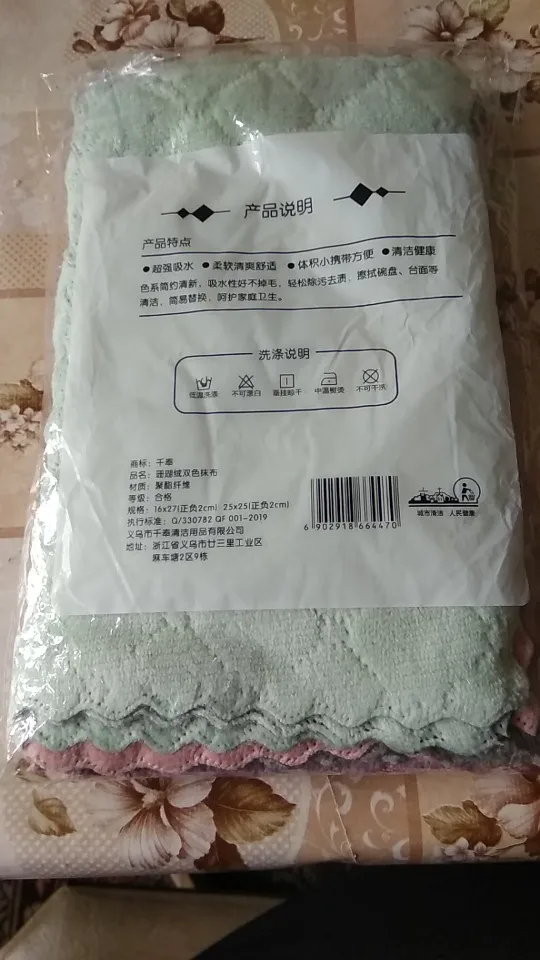 产品说明
产品特点
●超强吸水 ●柔软清爽舒适 ●体积小携带方便 ●清洁健康
色系简约清新，吸水性好不掉毛，轻松除污去渍，擦拭碗盘、台面等
清洁，简易替换，呵护家庭卫生。
洗涤说明
低温洗涤 不可漂白 垂挂晾干 中温熨烫 不可干洗
商标：千奉
品名：珊瑚绒双色抹布
材质：聚酯纤维
等级：合格
规格：16x27(正负2cm) 25x25(正负2cm)
执行标准：Q/330782 QF 001-2019
义乌市千奉清洁用品有限公司
地址：浙江省义乌市廿三里工业区
麻车塘2区9栋
6 902918 664470
城市清洁 人民健康